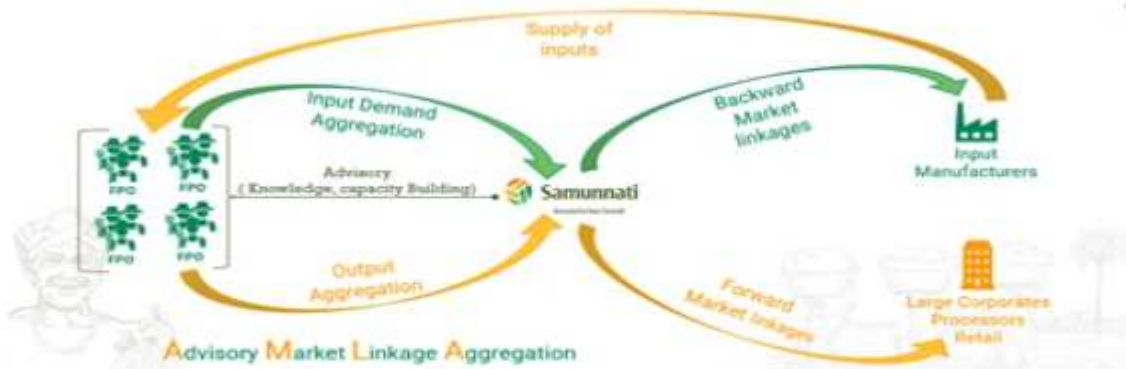 Supply of
inputs
Input Demand
Aggregation
Backward
Market
linkages
FPO
FPO
Advisory
( Knowledge, capacity Building)
Samunnati
Input
Manufacturers
FPO
FPO
Output
Aggregation
Forward
Market linkages
Large Corporates
Processors
Retail
Advisory Market Linkage Aggregation